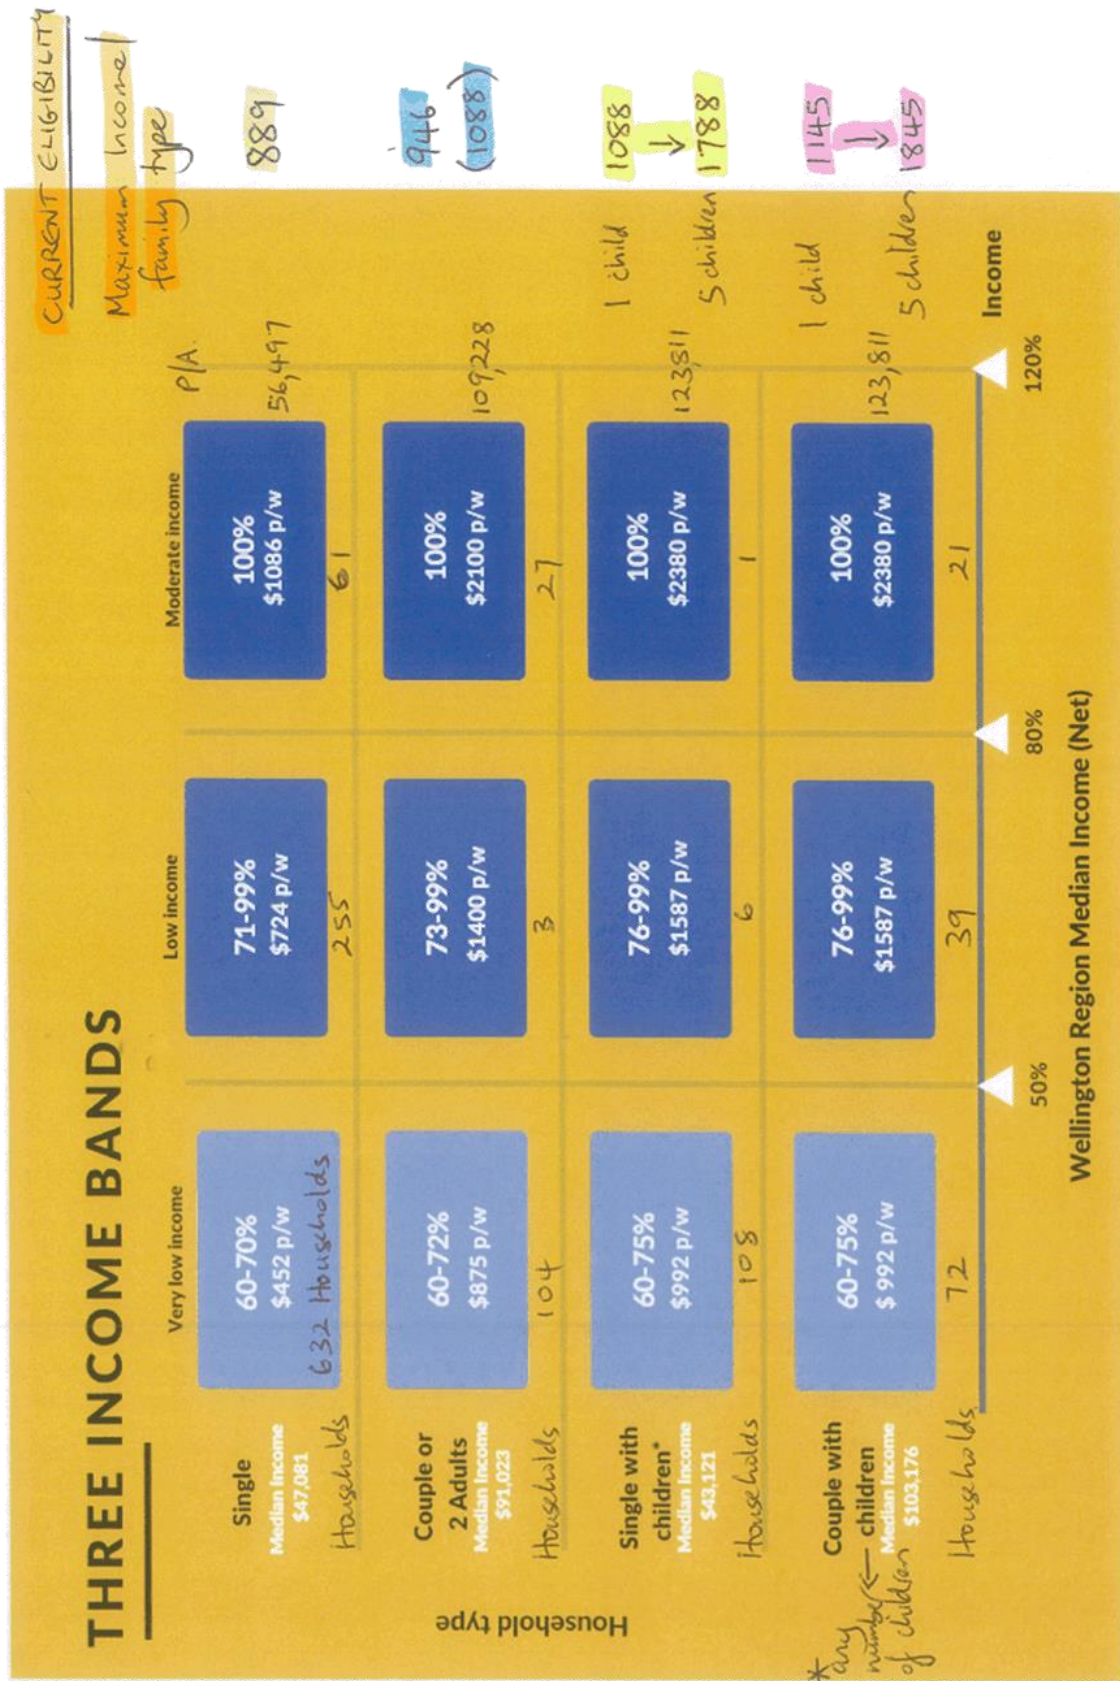 THREE INCOME BANDS
CURRENT ELIGIBILITY
Maximum Income/
family type
Very low income
Low income
Moderate income
P/A.
Household type
Single
Median Income
$47,081
60-70%
$452 p/w
71-99%
$724 p/w
100%
$1086 p/w
56,497
889
Households
632 Households
255
61
Couple or
2 Adults
Median Income
$91,023
60-72%
$875 p/w
73-99%
$1400 p/w
100%
$2100 p/w
109,228
946
(1088)
Households
104
3
27
Single with
children*
Median Income
$43,121
60-75%
$992 p/w
76-99%
$1587 p/w
100%
$2380 p/w
123,811
1 child 1088
↓
5 children 1788
Households
108
6
1
Couple with
children
Median Income
$103,176
* any
number ←
of children
60-75%
$ 992 p/w
76-99%
$1587 p/w
100%
$2380 p/w
123,811
1 child 1145
↓
5 children 1845
Households
72
39
21
Income
50%
80%
120%
Wellington Region Median Income (Net)